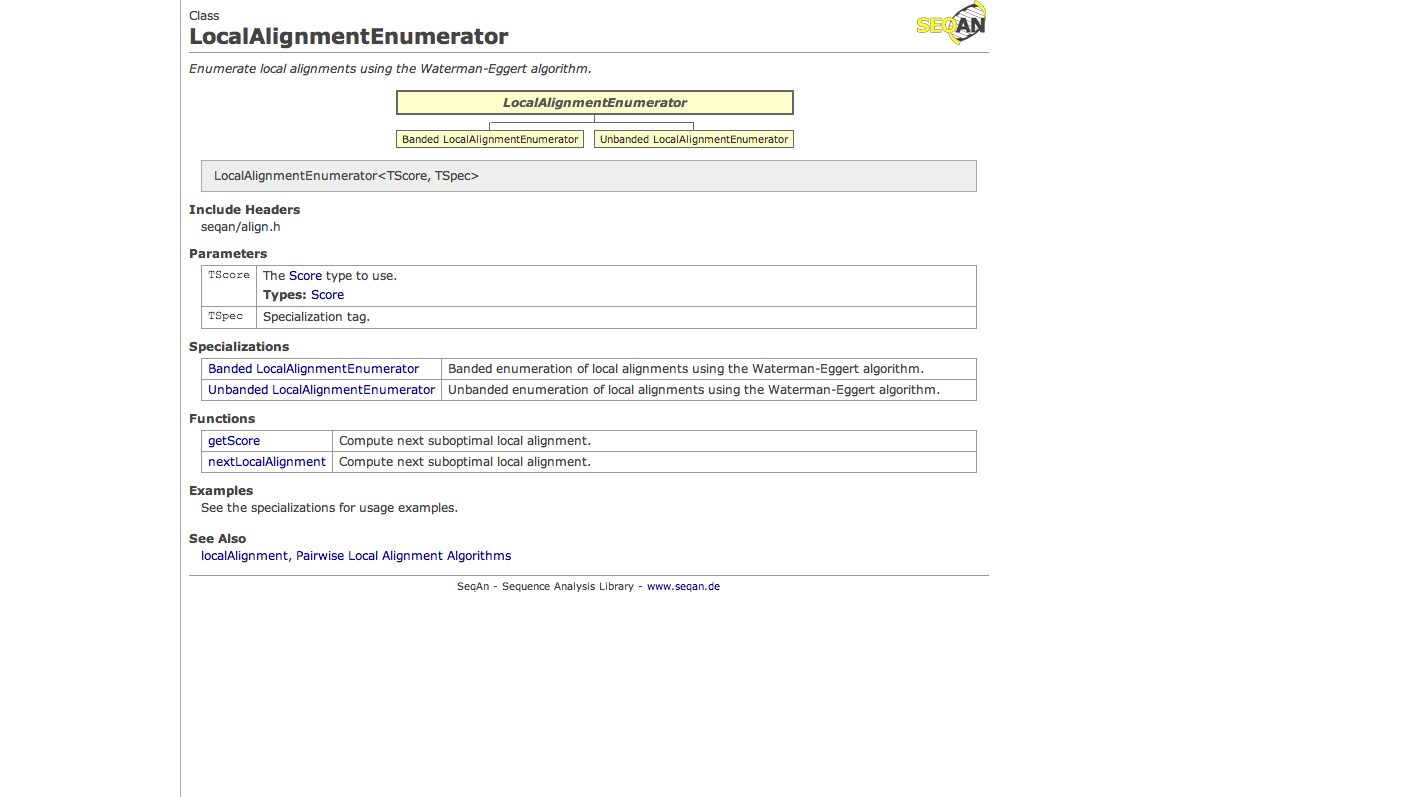 Class
SEQAN
LocalAlignmentEnumerator
Enumerate local alignments using the Waterman-Eggert algorithm.
LocalAlignmentEnumerator
Banded LocalAlignmentEnumerator Unbanded LocalAlignmentEnumerator
LocalAlignmentEnumerator<TScore, TSpec>
Include Headers
seqan/align.h
Parameters
TScore The Score type to use.
Types: Score
TSpec Specialization tag.
Specializations
Banded LocalAlignmentEnumerator Banded enumeration of local alignments using the Waterman-Eggert algorithm.
Unbanded LocalAlignmentEnumerator Unbanded enumeration of local alignments using the Waterman-Eggert algorithm.
Functions
getScore Compute next suboptimal local alignment.
nextLocalAlignment Compute next suboptimal local alignment.
Examples
See the specializations for usage examples.
See Also
localAlignment, Pairwise Local Alignment Algorithms
SeqAn - Sequence Analysis Library - www.seqan.de